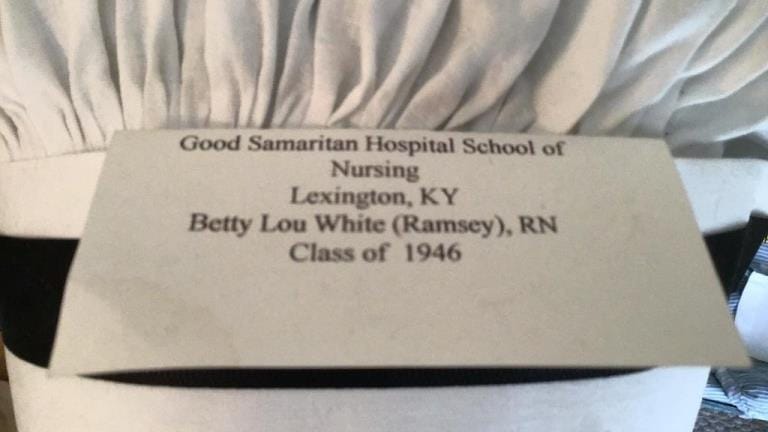 Good Samaritan Hospital School of
Nursing
Lexington, KY
Betty Lou White (Ramsey), RN
Class of 1946